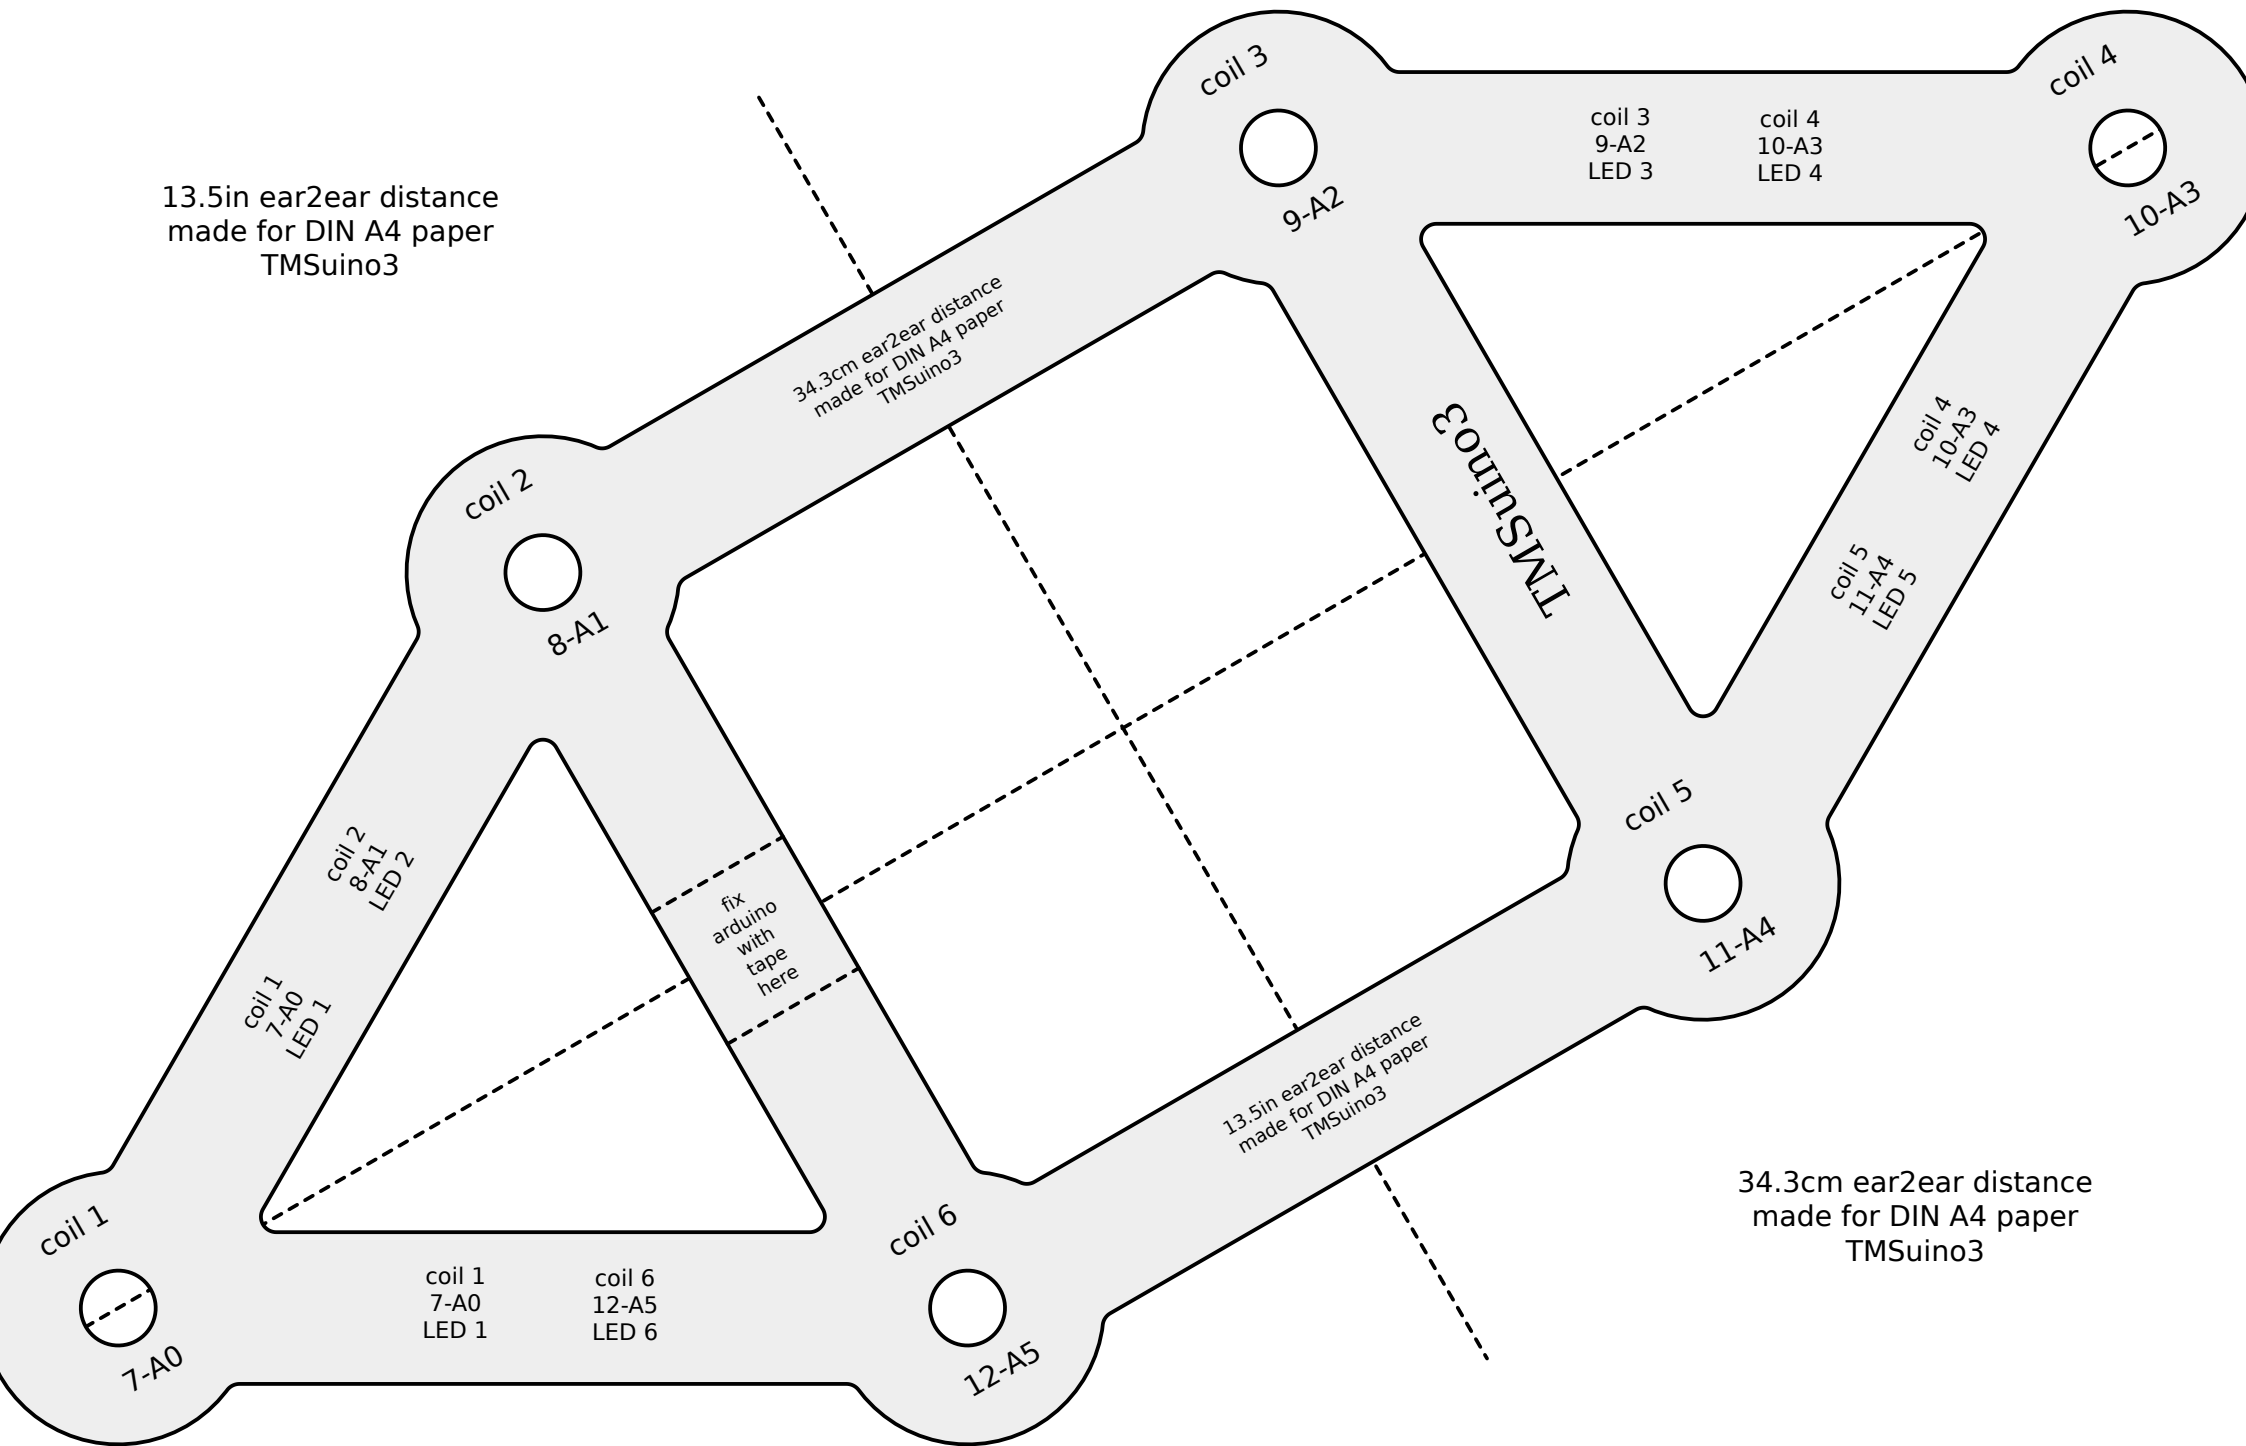 coil 3
9-A2
coil 4
10-A3
coil 3
9-A2
LED 3
coil 4
10-A3
LED 4
13.5in ear2ear distance
made for DIN A4 paper
TMSuino3
34.3cm ear2ear distance
made for DIN A4 paper
TMSuino3
TMSuino3
coil 4
10-A3
LED 4
coil 5
11-A4
LED 5
coil 2
8-A1
coil 2
8-A1
LED 2
coil 1
7-A0
LED 1
fix
arduino
with
tape
here
coil 5
11-A4
13.5in ear2ear distance
made for DIN A4 paper
TMSuino3
34.3cm ear2ear distance
made for DIN A4 paper
TMSuino3
coil 1
7-A0
coil 1
7-A0
LED 1
coil 6
12-A5
LED 6
coil 6
12-A5